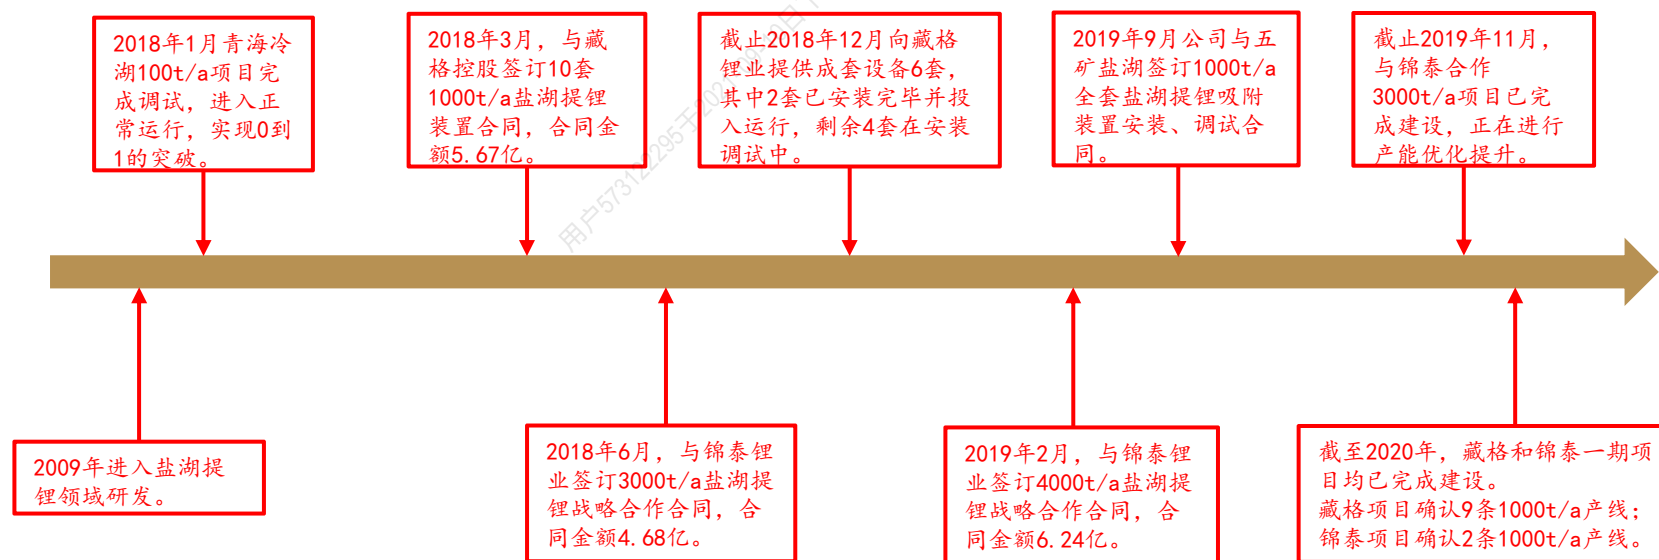 2018年1月青海冷
湖100t/a项目完
成调试，进入正
常运行，实现0到
1的突破。
2018年3月，与藏
格控股签订10套
1000t/a盐湖提锂
装置合同，合同金
额5.67亿。
截止2018年12月向藏格
锂业提供成套设备6套，
其中2套已安装完毕并投
入运行，剩余4套在安装
调试中。
2019年9月公司与五
矿盐湖签订1000t/a
全套盐湖提锂吸附
装置安装、调试合
同。
截止2019年11月，
与锦泰合作
3000t/a项目已完
成建设，正在进行
产能优化提升。
2009年进入盐湖提
锂领域研发。
2018年6月，与锦泰锂
业签订3000t/a盐湖提
锂战略合作合同，合
同金额4.68亿。
2019年2月，与锦泰锂
业签订4000t/a盐湖提
锂战略合作合同，合
同金额6.24亿。
截至2020年，藏格和锦泰一期项
目均已完成建设。
藏格项目确认9条1000t/a产线；
锦泰项目确认2条1000t/a产线。